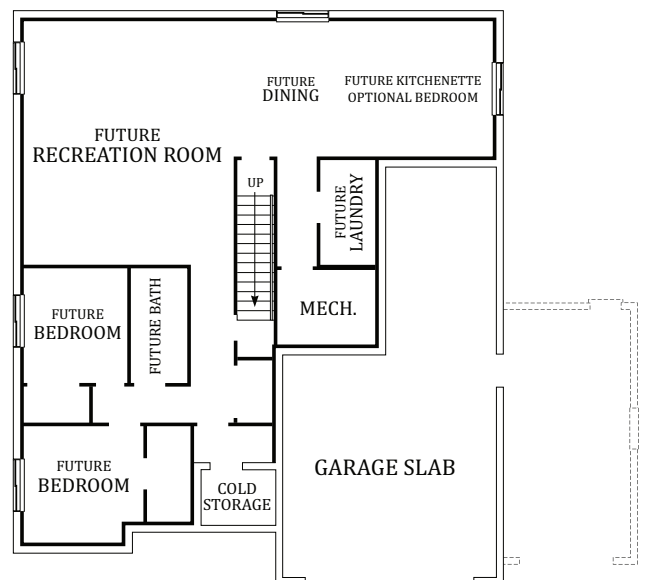 FUTURE
DINING
FUTURE KITCHENETTE
OPTIONAL BEDROOM
FUTURE
RECREATION ROOM
UP
FUTURE
LAUNDRY
MECH.
FUTURE
BEDROOM
FUTURE BATH
FUTURE
BEDROOM
COLD
STORAGE
GARAGE SLAB